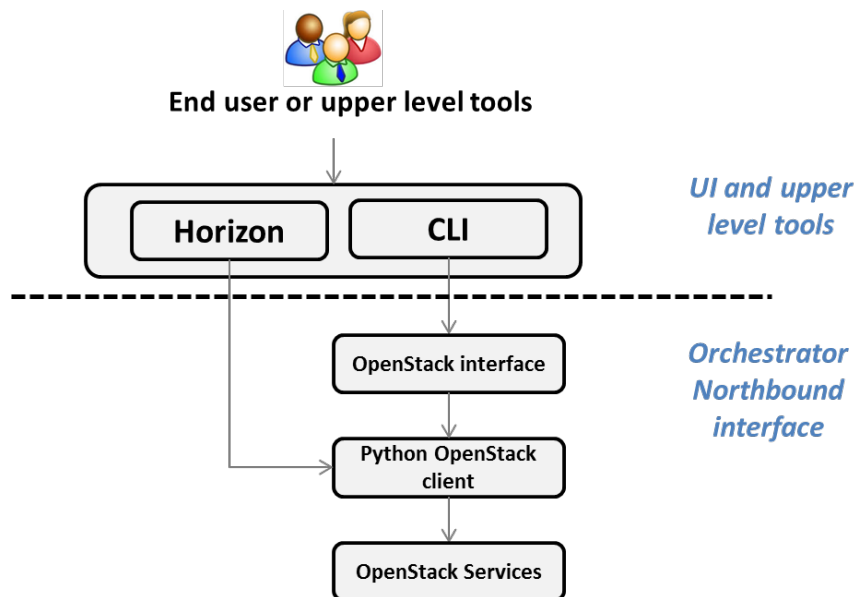 End user or upper level tools
UI and upper
level tools
Horizon
CLI
OpenStack interface
Orchestrator
Northbound
interface
Python OpenStack
client
OpenStack Services